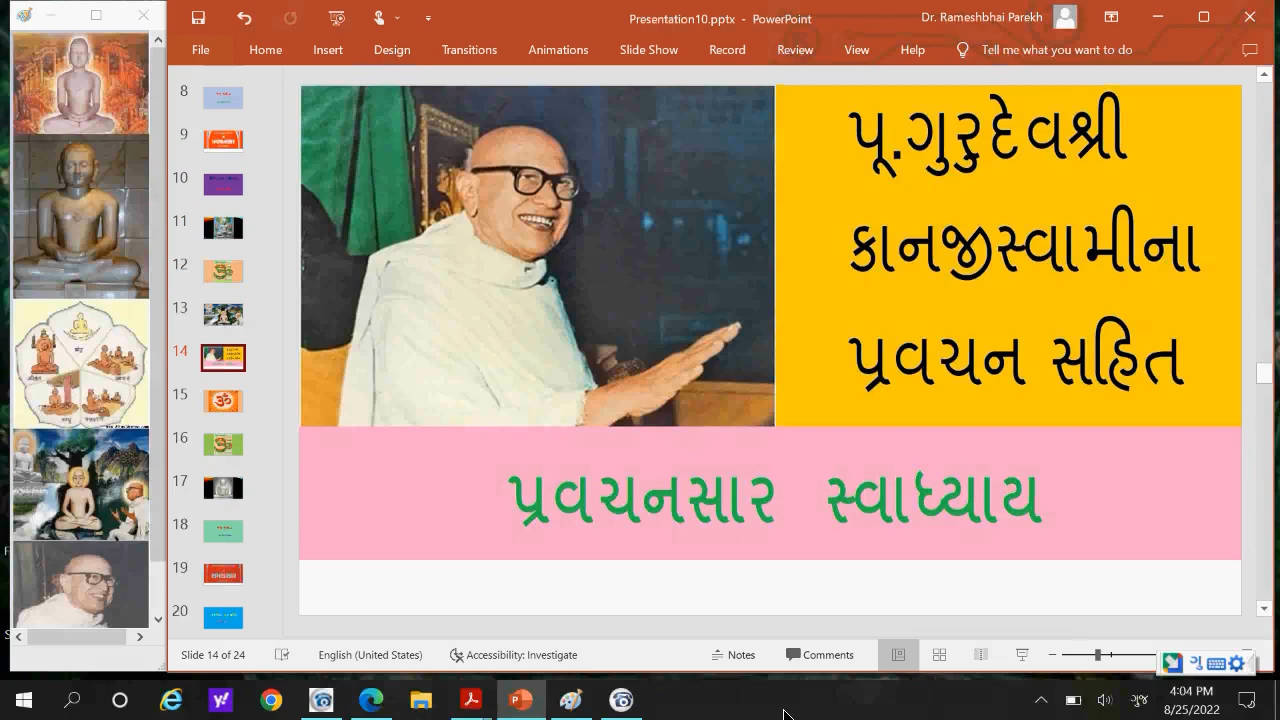 Presentation10.pptx - PowerPoint
Dr. Rameshbhai Parekh
File Home Insert Design Transitions Animations Slide Show Record Review View Help Tell me what you want to do
8
9
10
11
12
13
14
15
16
17
18
19
20
પૂ.ગુરુદેવશ્રી
કાનજીસ્વામીના
પ્રવચન સહિત
પ્રવચનસાર સ્વાધ્યાય
Slide 14 of 24 English (United States) Accessibility: Investigate Notes Comments
4:04 PM
8/25/2022